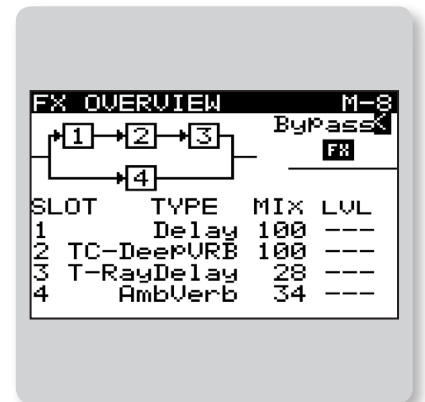 FX OVERVIEW M-8
1 2 3 Bypass
FX
4
SLOT TYPE MIX LVL
1 Delay 100 ---
2 TC-DeepVRB 100 ---
3 T-RayDelay 28 ---
4 AmbVerb 34 ---